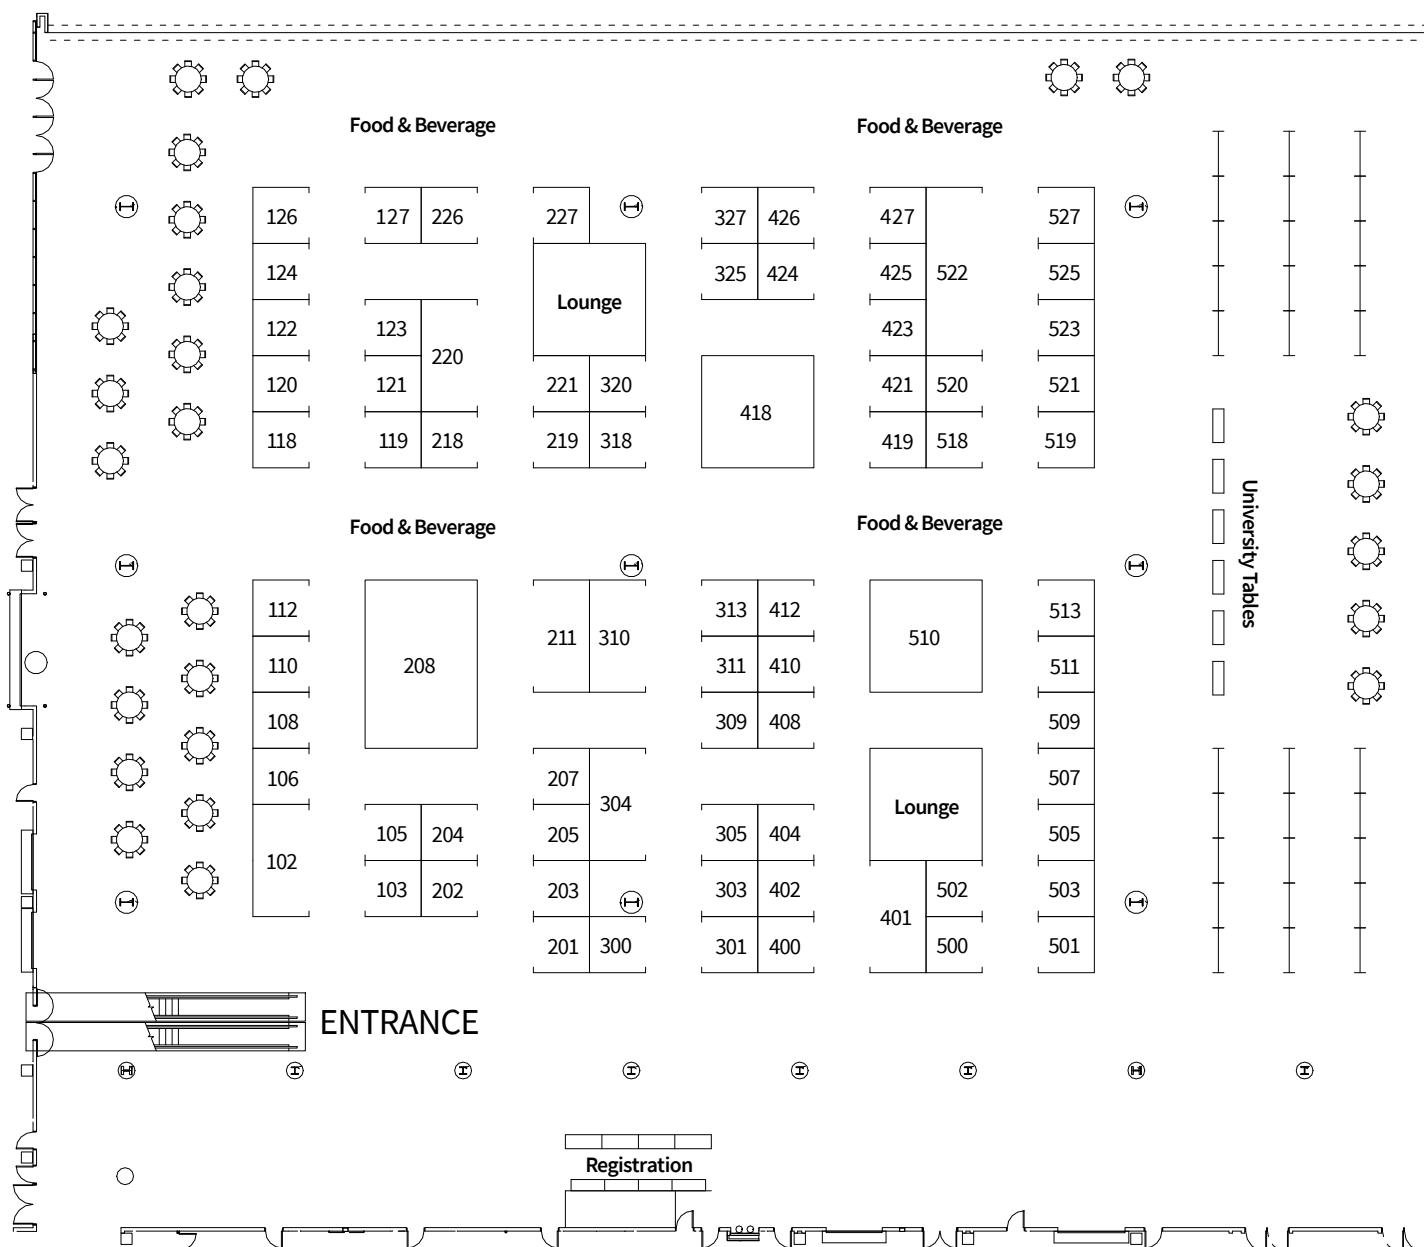 Food & Beverage Food & Beverage
126 127 226 227 327 426 427 527
124 325 424 425 522 525
Lounge
122 123 423 523
220
120 121 221 320 421 520 521
418
118 119 218 219 318 419 518 519
University Tables
Food & Beverage Food & Beverage
112 211 310 313 412 510 513
110 208 311 410 511
108 309 408 509
106 207 507
304 Lounge
105 204 205 305 404 505
102
103 202 203 303 402 502 503
401
201 300 301 400 500 501
ENTRANCE
Registration